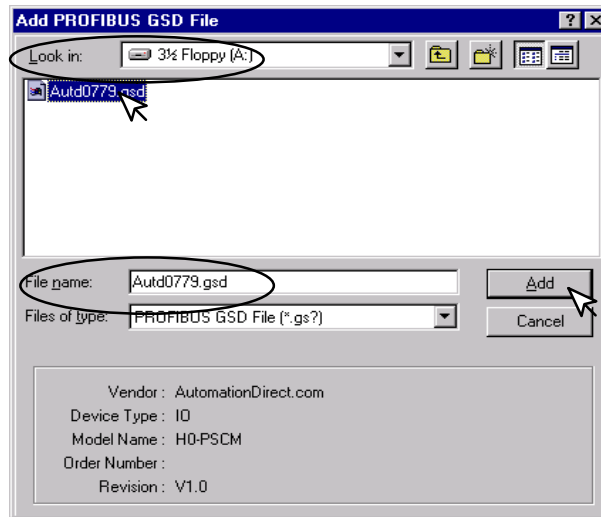 Add PROFIBUS GSD File
Look in: 3½ Floppy (A:)
Autd0779.gsd
File name: Autd0779.gsd
Add
Files of type: PROFIBUS GSD File (*.gs?)
Cancel
Vendor : AutomationDirect.com
Device Type : IO
Model Name : H0-PSCM
Order Number :
Revision : V1.0